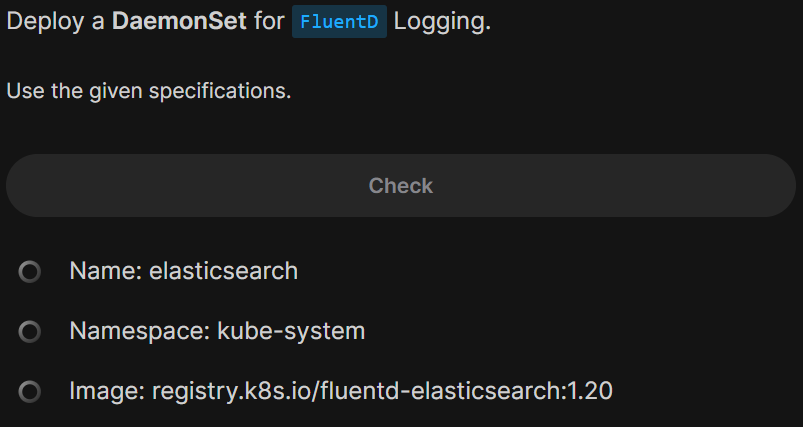 Deploy a DaemonSet for FluentD Logging.
Use the given specifications.
Check
Name: elasticsearch
Namespace: kube-system
Image: registry.k8s.io/fluentd-elasticsearch:1.20